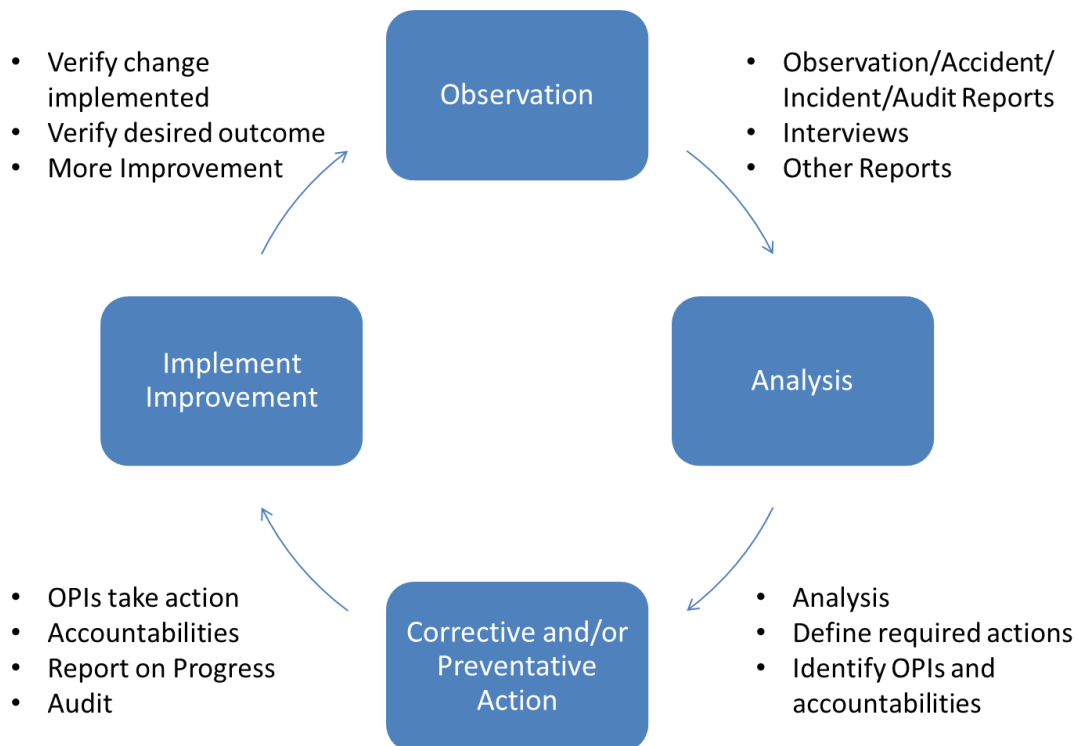 Observation
• Observation/Accident/
Incident/Audit Reports
• Interviews
• Other Reports
Analysis
• Analysis
• Define required actions
• Identify OPIs and
accountabilities
Corrective and/or
Preventative
Action
• OPIs take action
• Accountabilities
• Report on Progress
• Audit
Implement
Improvement
• Verify change
implemented
• Verify desired outcome
• More Improvement